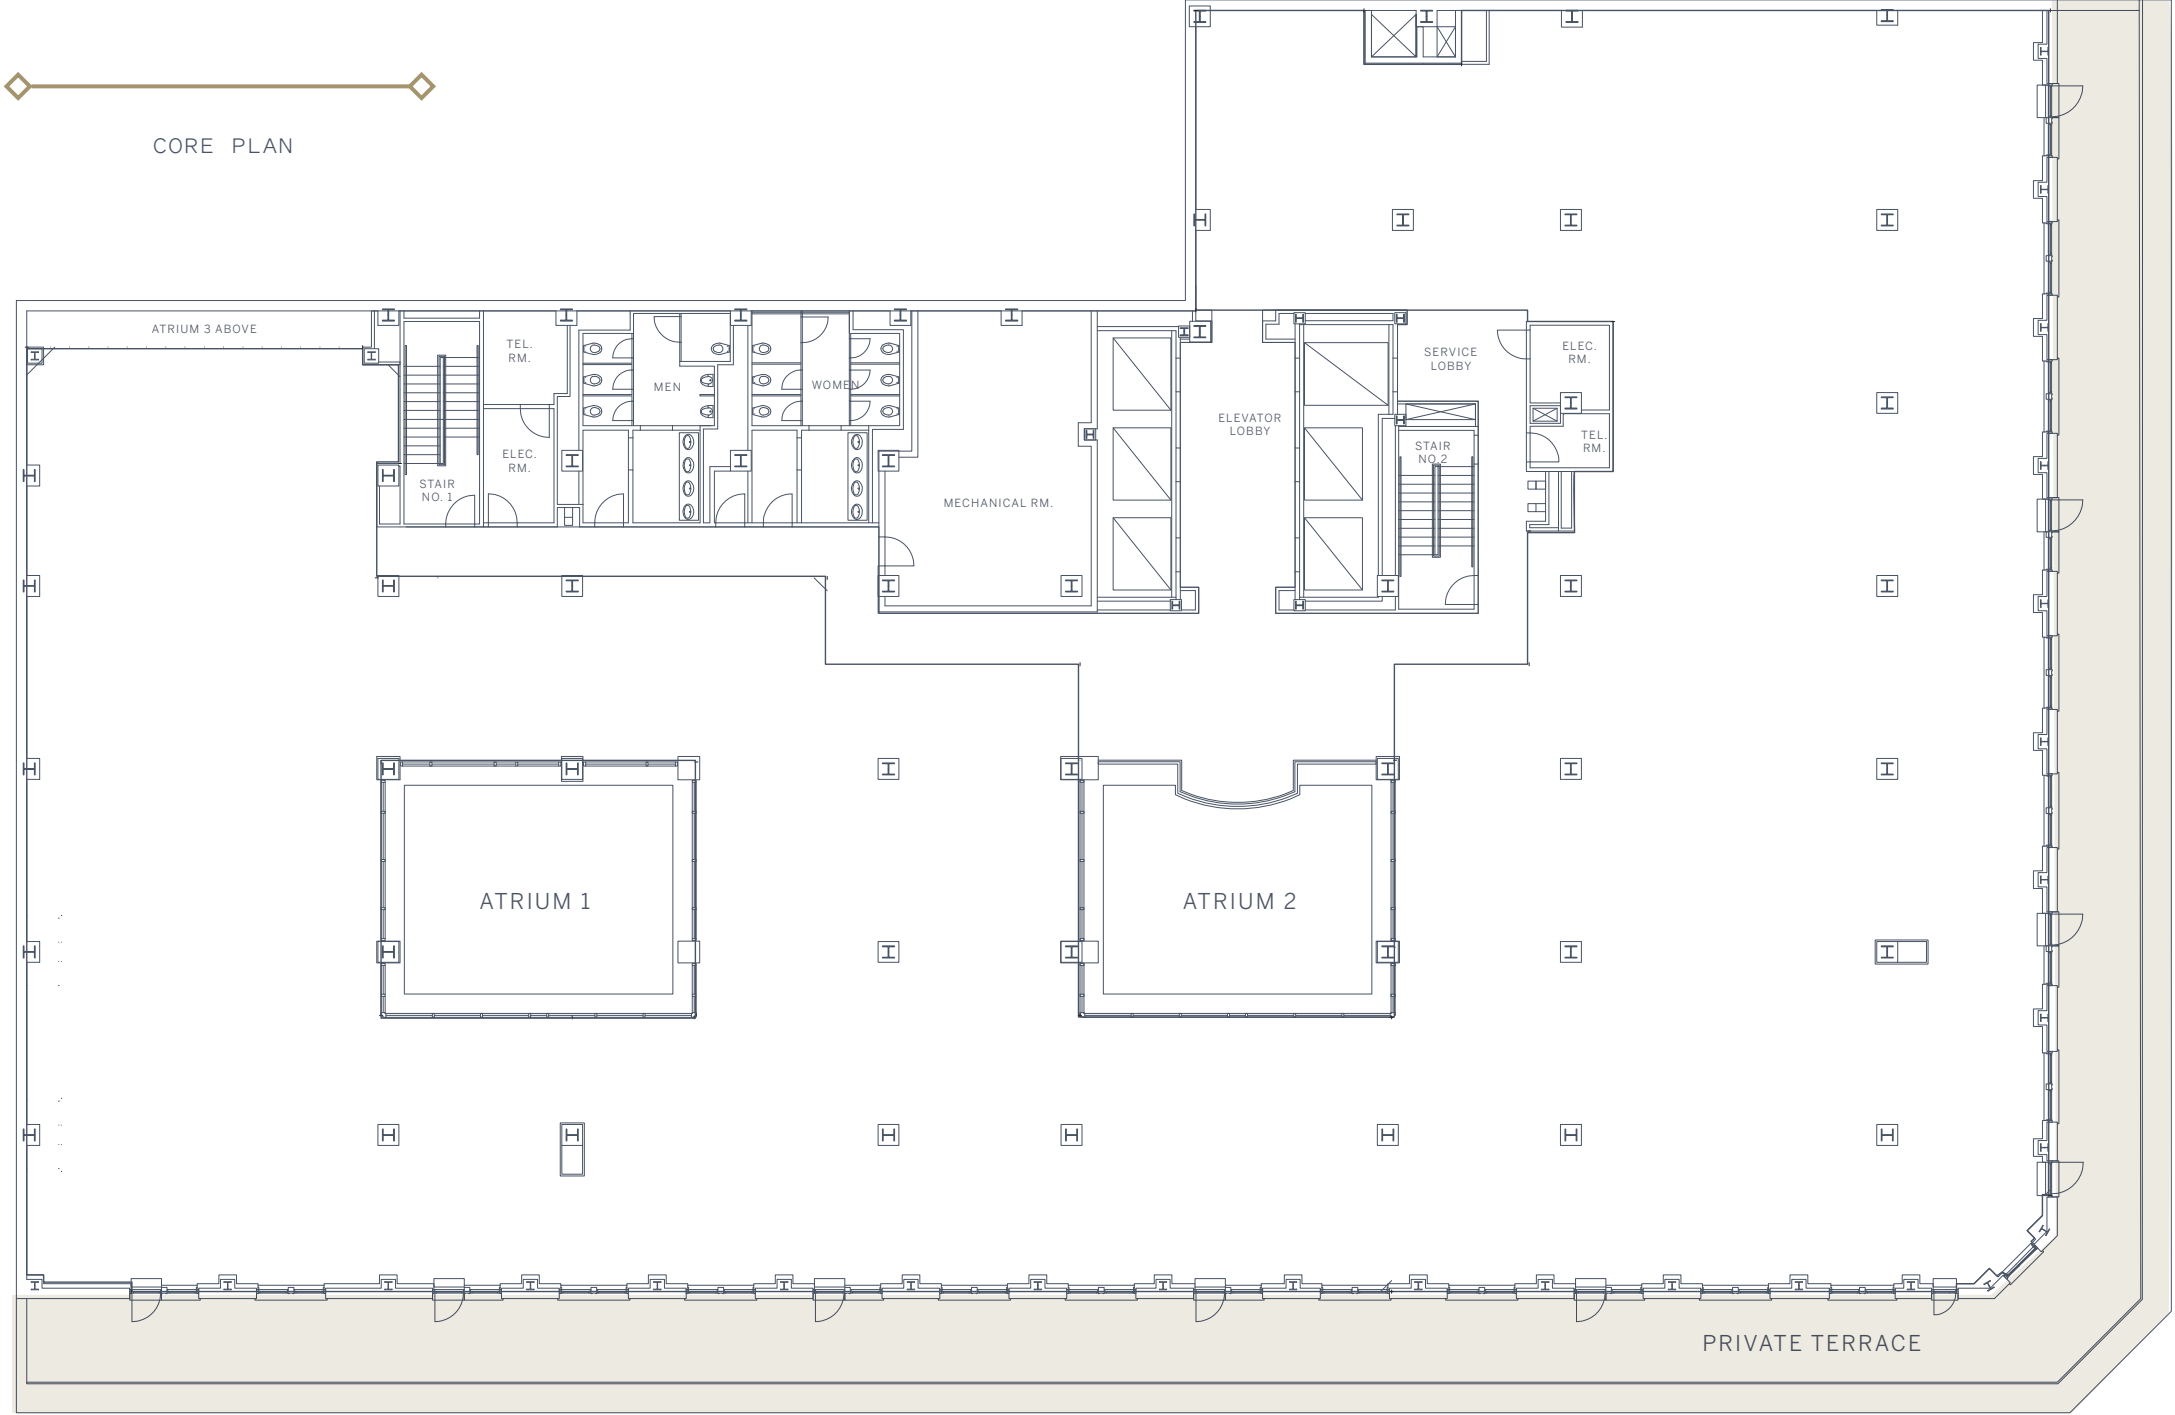 CORE PLAN
ATRIUM 3 ABOVE
TEL.
RM.
MEN
WOMEN
ELEC.
RM.
STAIR
NO. 1
MECHANICAL RM.
ELEVATOR
LOBBY
SERVICE
LOBBY
ELEC.
RM.
STAIR
NO.2
TEL.
RM.
ATRIUM 1
ATRIUM 2
PRIVATE TERRACE